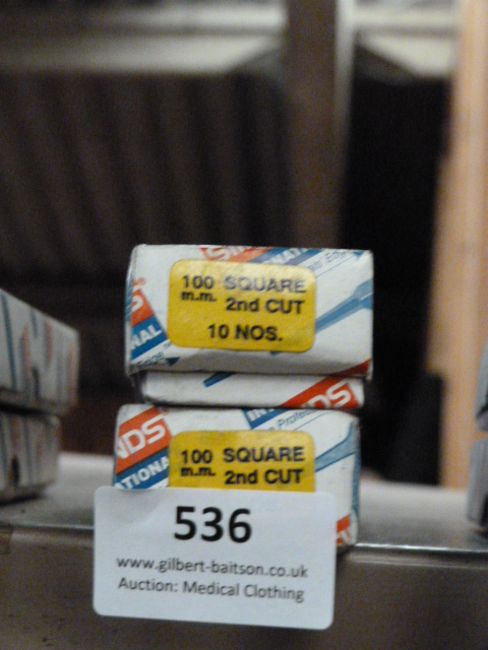 100 SQUARE
m.m. 2nd CUT
10 NOS.
NDS
100 SQUARE
m.m. 2nd CUT
536
www.gilbert-baitson.co.uk
Auction: Medical Clothing